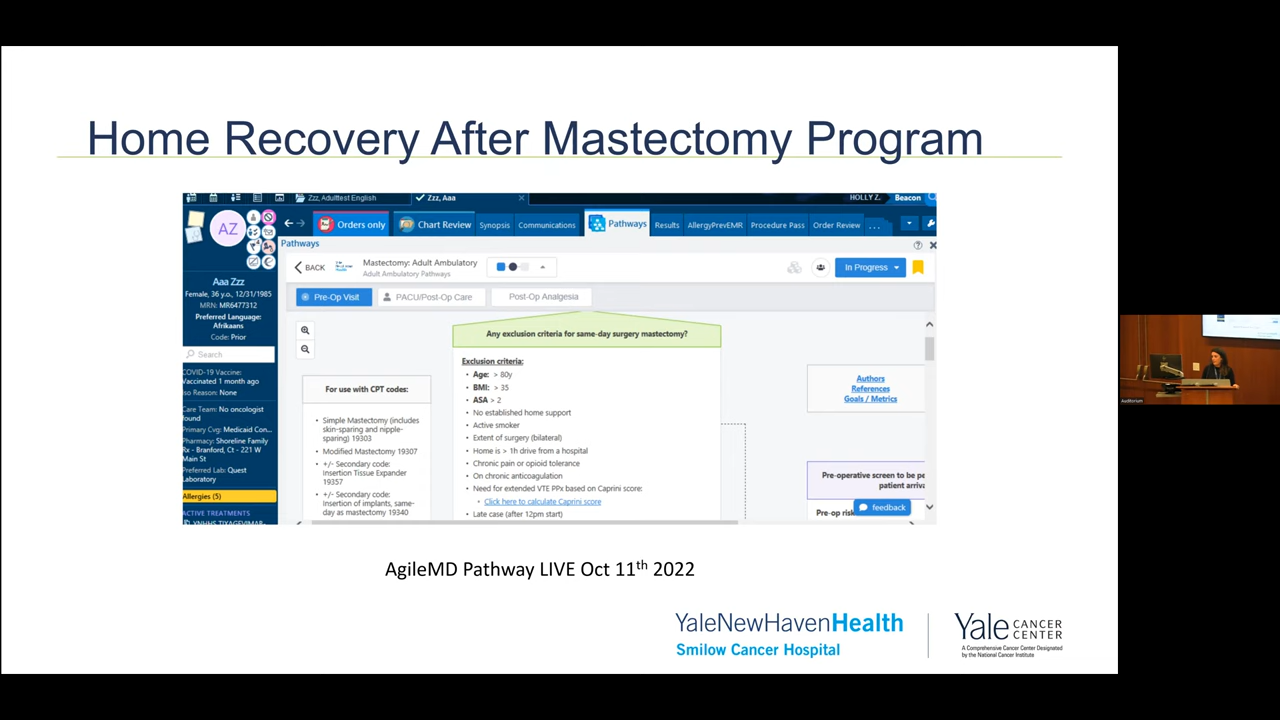 Home Recovery After Mastectomy Program
Zzz, Adulttest English
Zzz, Aaa
HOLLY Z.
Beacon
AZ
Orders only
Chart Review
Synopsis
Communications
Pathways
Results
AllergyPrevEMR
Procedure Pass
Order Review
...
Pathways
BACK
Mastectomy: Adult Ambulatory
Adult Ambulatory Pathways
In Progress
Aaa Zzz
Female, 36 y.o., 12/31/1985
MRN: MR6477312
Preferred Language:
Afrikaans
Code: Prior
Search
COVID-19 Vaccine:
Vaccinated 1 month ago
Iso Reason: None
Care Team: No oncologist
found
Primary Cvg: Medicaid Con...
Pharmacy: Shoreline Family
Rx - Branford, Ct - 221 W
Main St
Preferred Lab: Quest
Laboratory
Allergies (5)
ACTIVE TREATMENTS
Pre-Op Visit
PACU/Post-Op Care
Post-Op Analgesia
For use with CPT codes:
• Simple Mastectomy (includes
skin-sparing and nipple-
sparing) 19303
• Modified Mastectomy 19307
• +/- Secondary code:
Insertion Tissue Expander
19357
• +/- Secondary code:
Insertion of implants, same-
day as mastectomy 19340
Any exclusion criteria for same-day surgery mastectomy?
Exclusion criteria:
• Age: > 80y
• BMI: > 35
• ASA > 2
• No established home support
• Active smoker
• Extent of surgery (bilateral)
• Home is > 1h drive from a hospital
• Chronic pain or opioid tolerance
• On chronic anticoagulation
• Need for extended VTE PPx based on Caprini score:
• Click here to calculate Caprini score
• Late case (after 12pm start)
Authors
References
Goals / Metrics
Pre-operative screen to be pe
patient arriva
Pre-op risk
feedback
AgileMD Pathway LIVE Oct 11th 2022
YaleNewHavenHealth
Smilow Cancer Hospital
Yale CANCER
CENTER
A Comprehensive Cancer Center Designated
by the National Cancer Institute
Auditorium